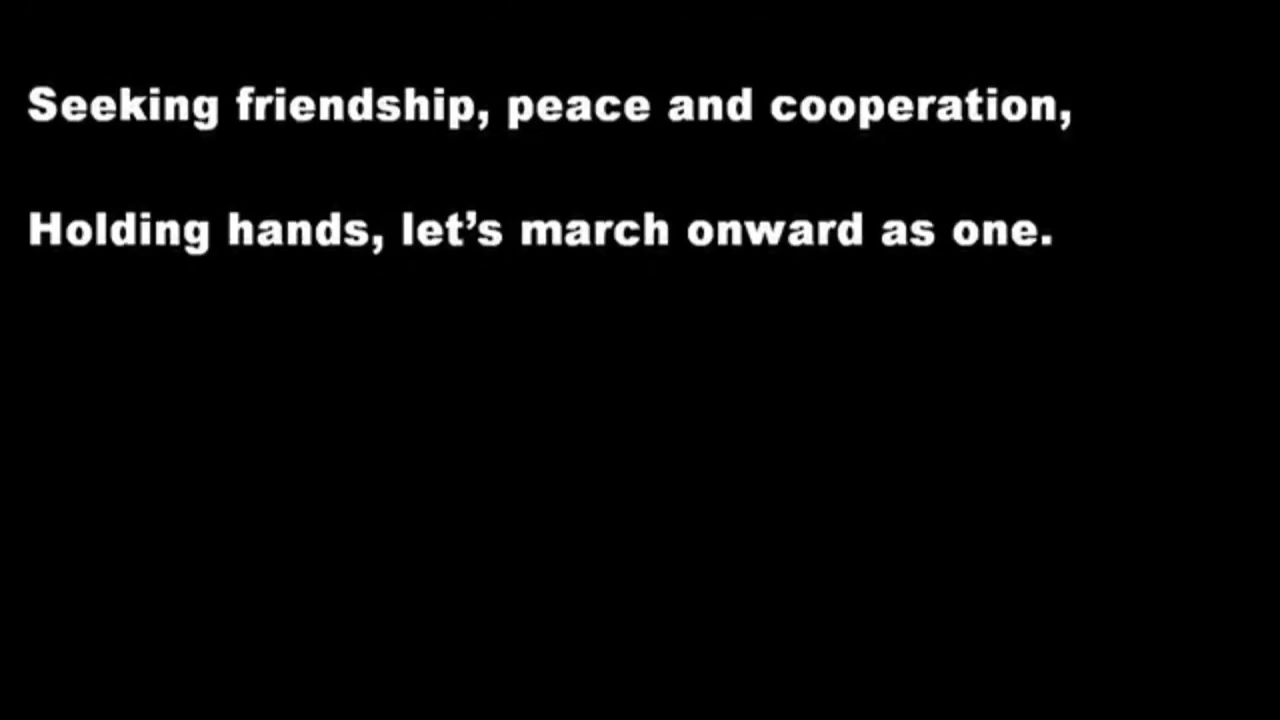 Seeking friendship, peace and cooperation,
Holding hands, let’s march onward as one.